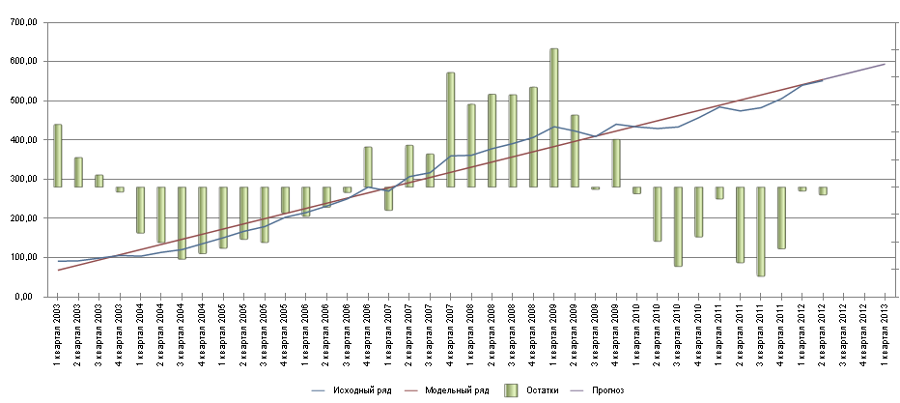 700,00
600,00
500,00
400,00
300,00
200,00
100,00
0,00
1 квартал 2003
2 квартал 2003
3 квартал 2003
4 квартал 2003
1 квартал 2004
2 квартал 2004
3 квартал 2004
4 квартал 2004
1 квартал 2005
2 квартал 2005
3 квартал 2005
4 квартал 2005
1 квартал 2006
2 квартал 2006
3 квартал 2006
4 квартал 2006
1 квартал 2007
2 квартал 2007
3 квартал 2007
4 квартал 2007
1 квартал 2008
2 квартал 2008
3 квартал 2008
4 квартал 2008
1 квартал 2009
2 квартал 2009
3 квартал 2009
4 квартал 2009
1 квартал 2010
2 квартал 2010
3 квартал 2010
4 квартал 2010
1 квартал 2011
2 квартал 2011
3 квартал 2011
4 квартал 2011
1 квартал 2012
2 квартал 2012
3 квартал 2012
4 квартал 2012
1 квартал 2013
Исходный ряд Модельный ряд Остатки Прогноз